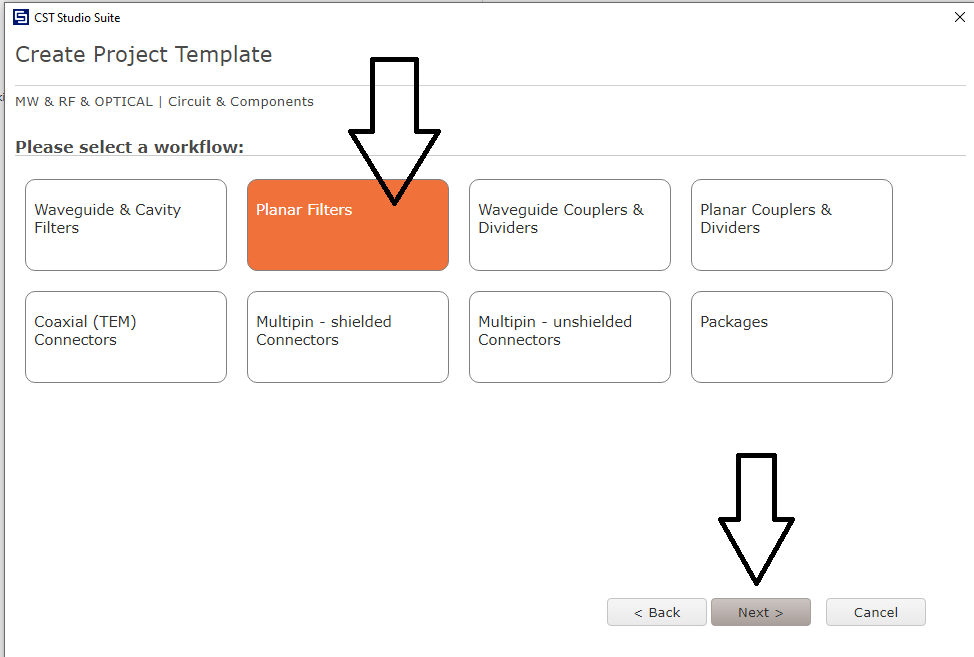 CST Studio Suite
Create Project Template
MW & RF & OPTICAL | Circuit & Components
Please select a workflow:
Waveguide & Cavity
Filters
Planar Filters
Waveguide Couplers &
Dividers
Planar Couplers &
Dividers
Coaxial (TEM)
Connectors
Multipin - shielded
Connectors
Multipin - unshielded
Connectors
Packages
< Back
Next >
Cancel